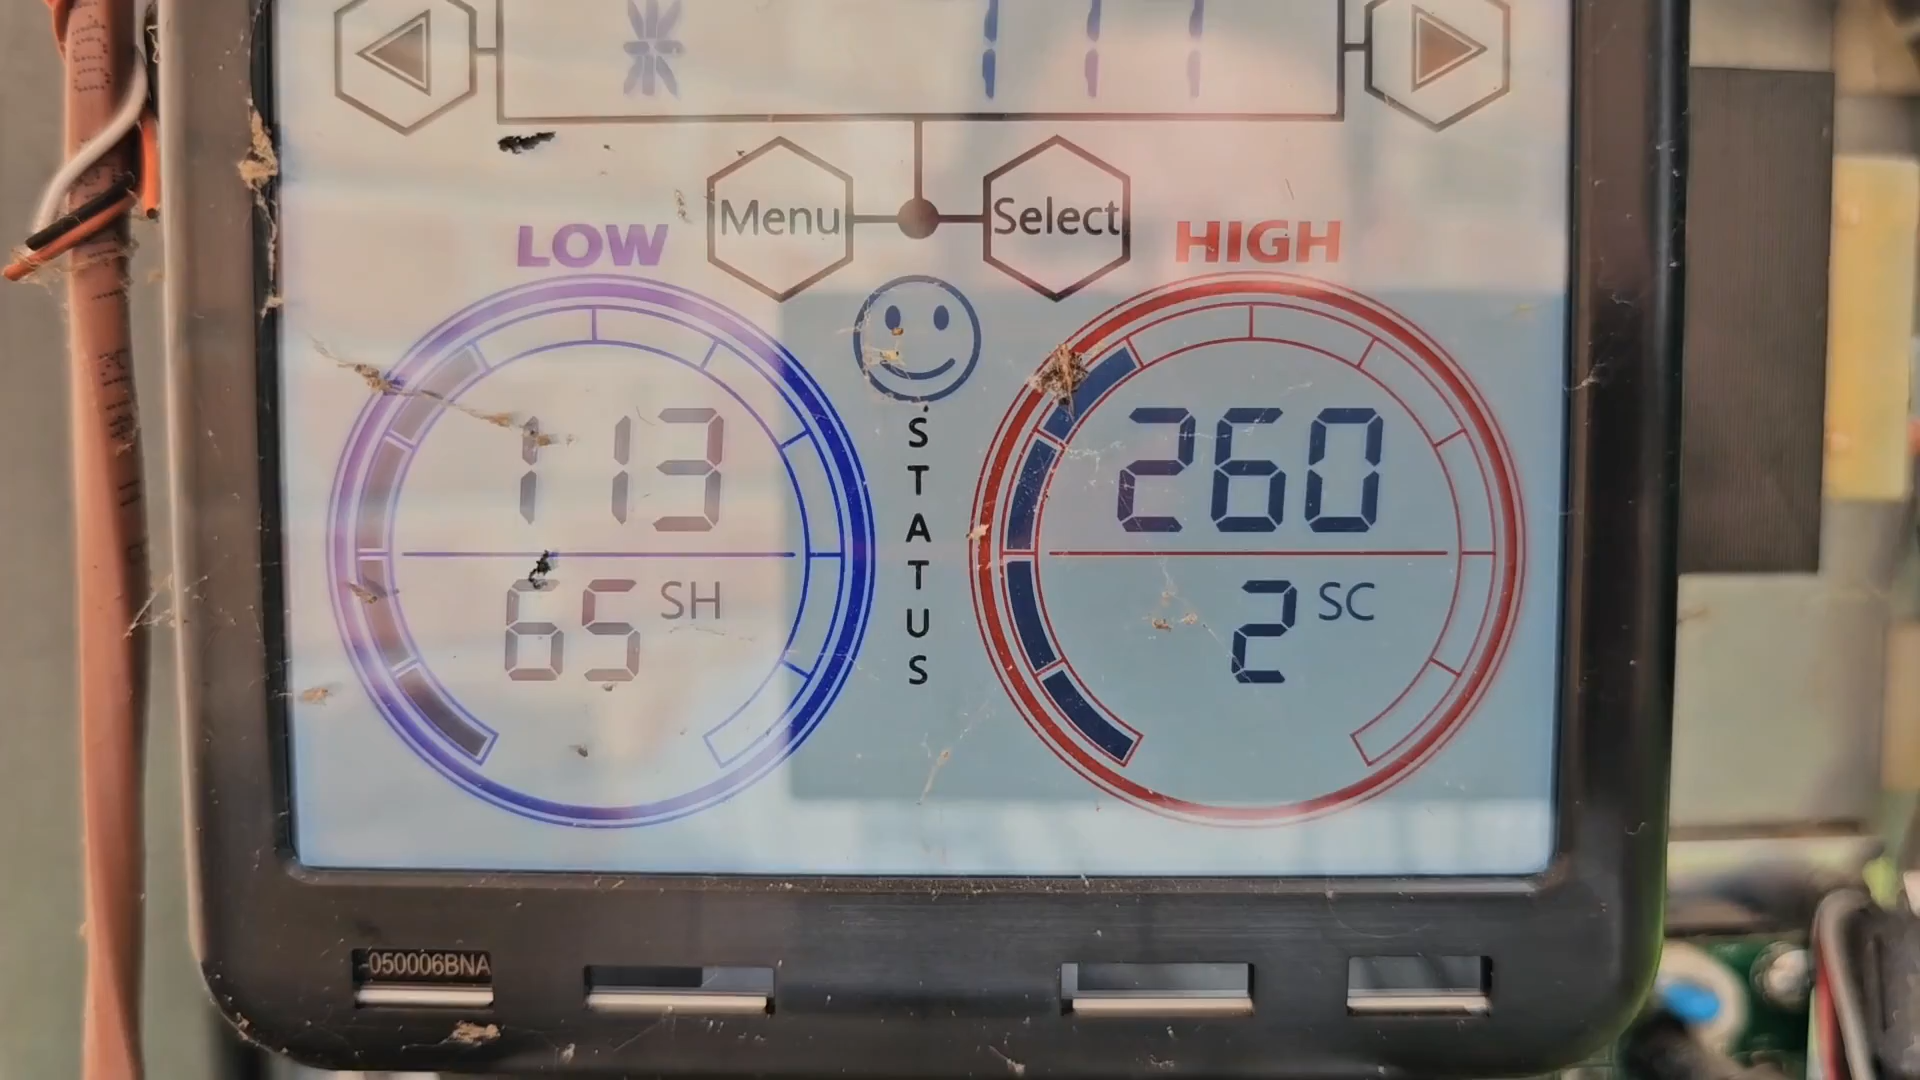 Menu
Select
LOW
HIGH
113
65 SH
STATUS
260
2 SC
050006BNA